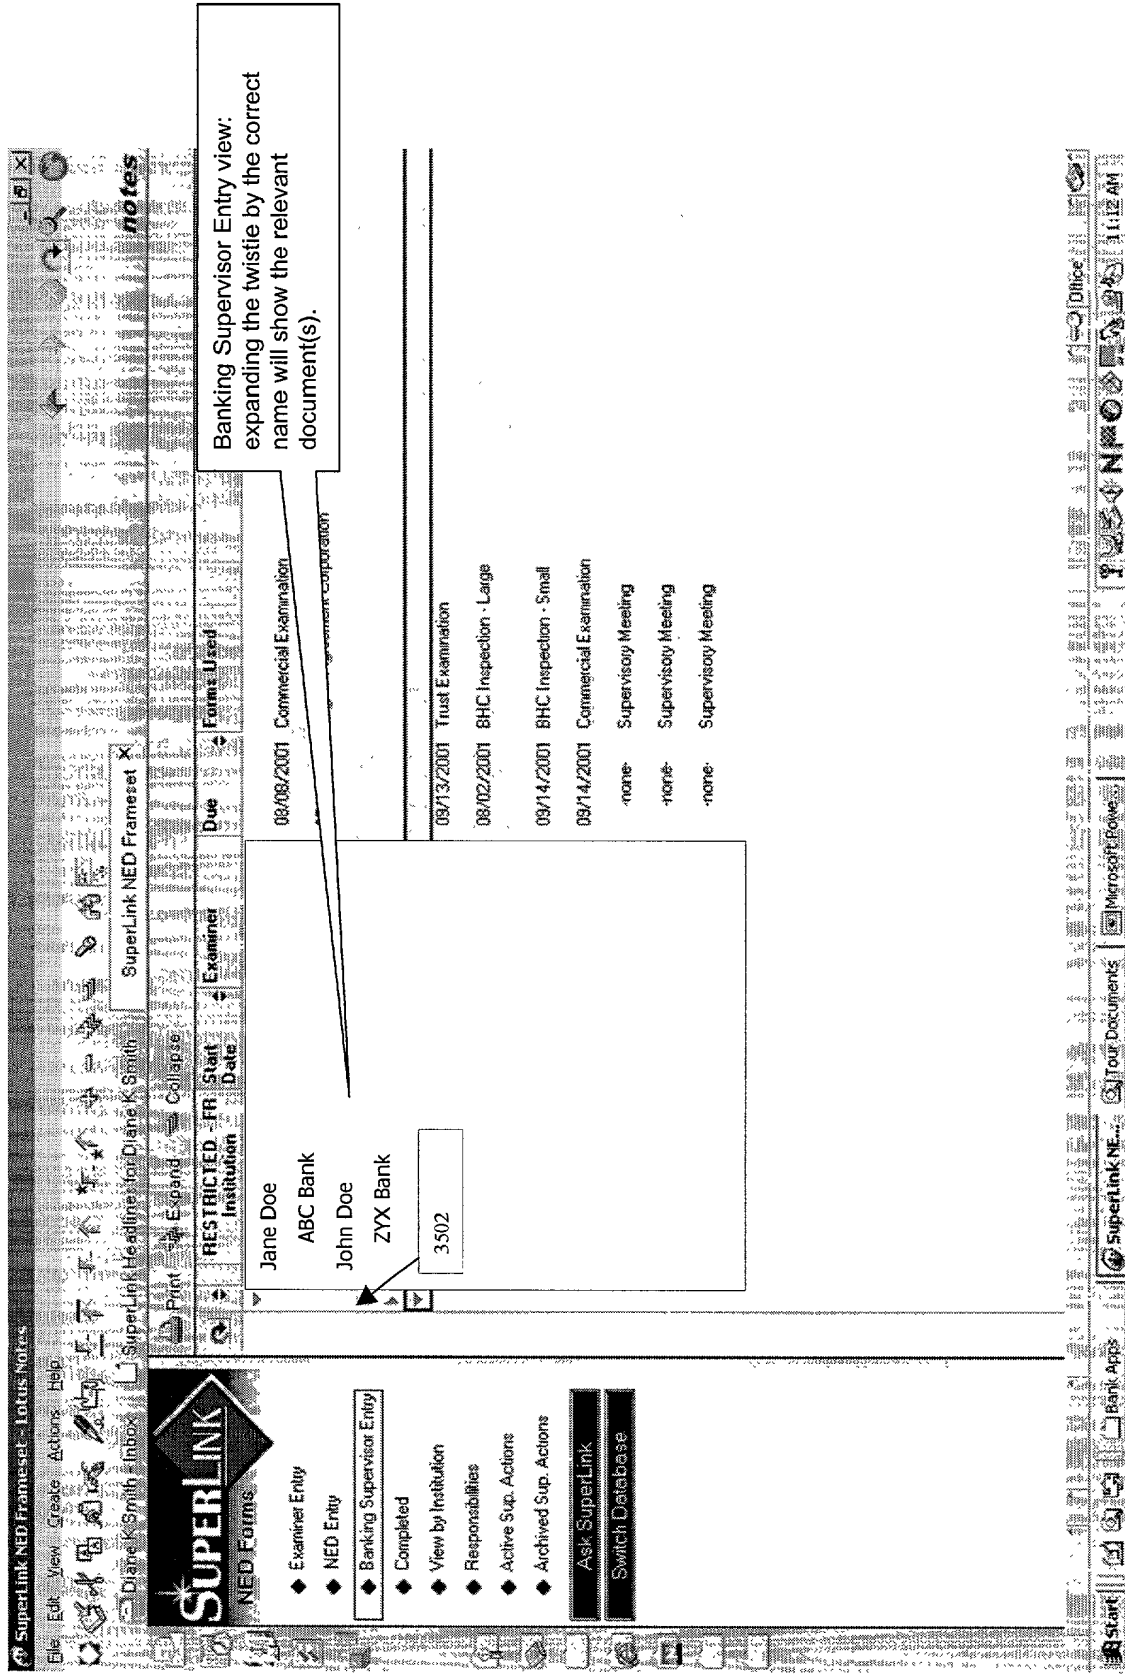 SuperLink NED Frameset - Lotus Notes
File Edit View Create Actions Help
Diane K Smith - Inbox
SuperLink Headlines for Diane K Smith
SuperLink NED Frameset
notes
SUPERLINK
NED Forms
Examiner Entry
NED Entry
Banking Supervisor Entry
Completed
View by Institution
Responsibilities
Active Sup. Actions
Archived Sup. Actions
Ask SuperLink
Switch Database
Print Expand Collapse
RESTRICTED - FR
Institution
Start
Date
Examiner
Due
Forms Used
Jane Doe
ABC Bank
John Doe
ZYX Bank
3502
08/08/2001 Commercial Examination
Corporation
09/13/2001 Trust Examination
08/02/2001 BHC Inspection - Large
09/14/2001 BHC Inspection - Small
09/14/2001 Commercial Examination
-none- Supervisory Meeting
-none- Supervisory Meeting
-none- Supervisory Meeting
Banking Supervisor Entry view:
expanding the twistie by the correct
name will show the relevant
document(s).
Start
Bank Apps
SuperLink NE...
Tour Documents
Microsoft Powe...
Office
11:12 AM